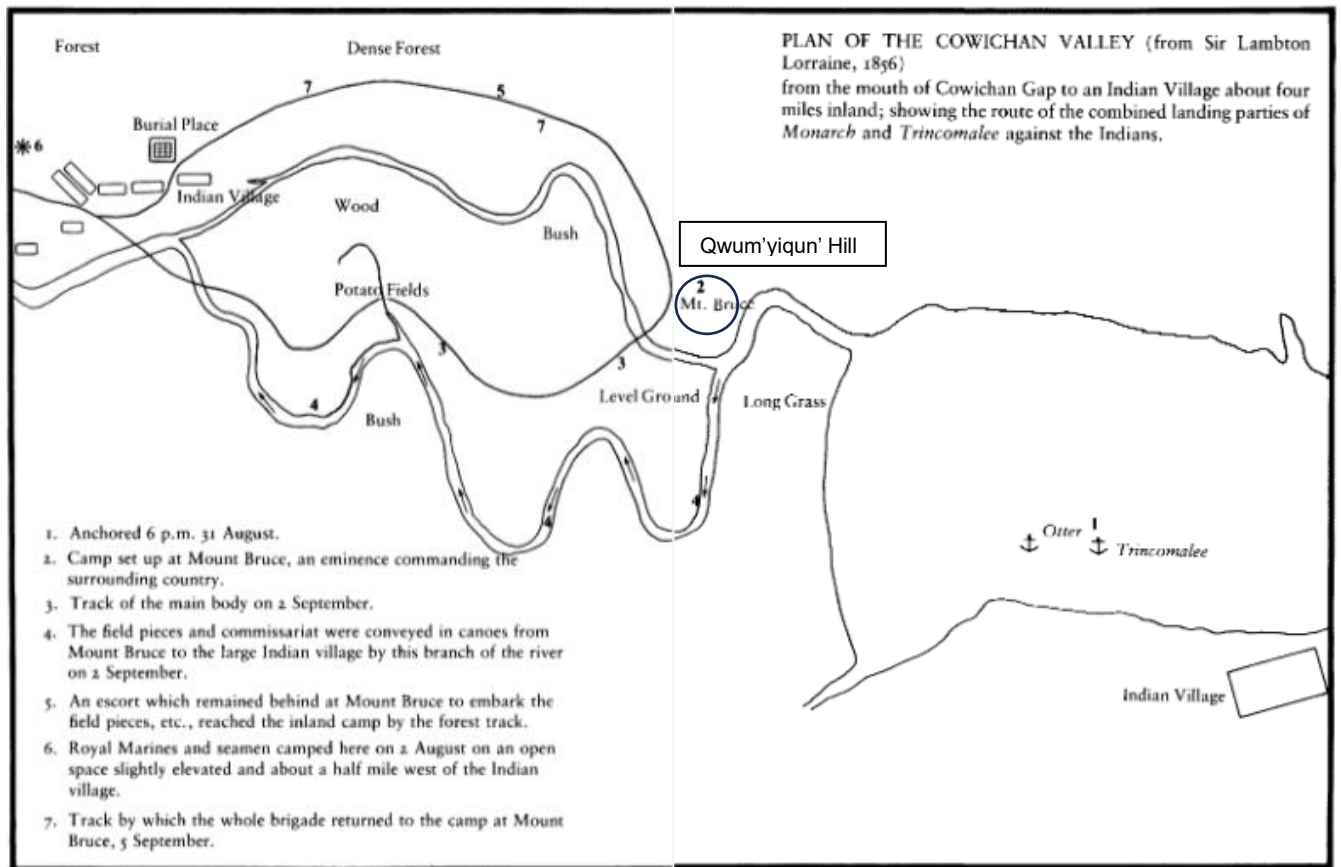 PLAN OF THE COWICHAN VALLEY (from Sir Lambton
Lorraine, 1856)
from the mouth of Cowichan Gap to an Indian Village about four
miles inland; showing the route of the combined landing parties of
Monarch and Trincomalee against the Indians.
Forest
Dense Forest
7
5
7
Burial Place
6
Indian Village
Wood
Bush
Qwum’yiqun’ Hill
2
Mt. Bruce
Potato Fields
3
3
Level Ground
Long Grass
4
Bush
4
4
Otter
1
Trincomalee
Indian Village
1. Anchored 6 p.m. 31 August.
2. Camp set up at Mount Bruce, an eminence commanding the
surrounding country.
3. Track of the main body on 2 September.
4. The field pieces and commissariat were conveyed in canoes from
Mount Bruce to the large Indian village by this branch of the river
on 2 September.
5. An escort which remained behind at Mount Bruce to embark the
field pieces, etc., reached the inland camp by the forest track.
6. Royal Marines and seamen camped here on 2 August on an open
space slightly elevated and about a half mile west of the Indian
village.
7. Track by which the whole brigade returned to the camp at Mount
Bruce, 5 September.